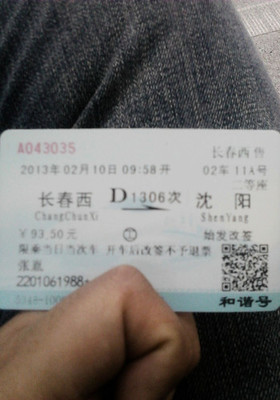 A043035
长春西售
2013年02月10日09:58开
02车11A号
二等座
长春西 D1306次 沈阳
ChangChunXi ShenYang
￥93.50元
始发改签
限乘当日当次车 开车后改签不予退票
2201061988
和谐号